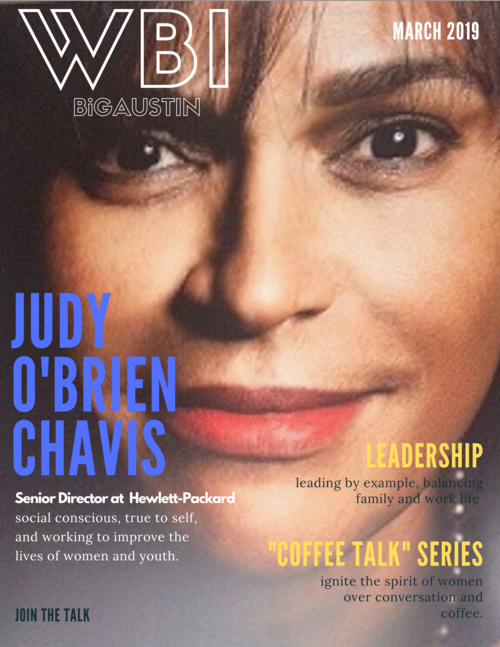 WBI
BiGAUSTIN
MARCH 2019
JUDY
O'BRIEN
CHAVIS
Senior Director at Hewlett-Packard
social conscious, true to self,
and working to improve the
lives of women and youth.
JOIN THE TALK
LEADERSHIP
leading by example, balancing
family and work life
"COFFEE TALK" SERIES
ignite the spirit of women
over conversation and
coffee.